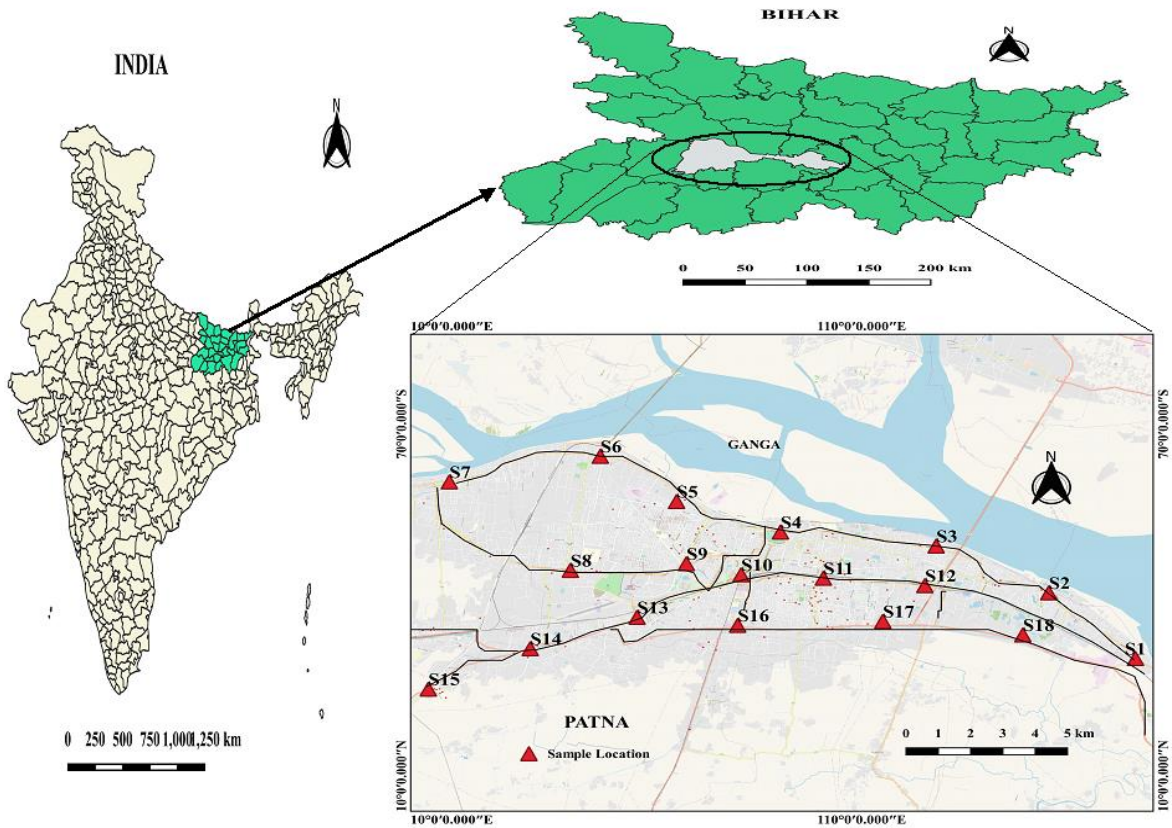 BIHAR
INDIA
N
N
0 50 100 150 200 km
10°0'0.000"E 110°0'0.000"E
70°0'0.000"S 70°0'0.000"S
GANGA
S6
S7
S5
S4
S3
S8
S9
S10
S11
S12
S2
S13
S16
S17
S18
S14
S1
S15
N
PATNA
Sample Location
0 1 2 3 4 5 km
0 250 500 750 1,000 1,250 km
10°0'0.000"N 10°0'0.000"N
10°0'0.000"E 110°0'0.000"E